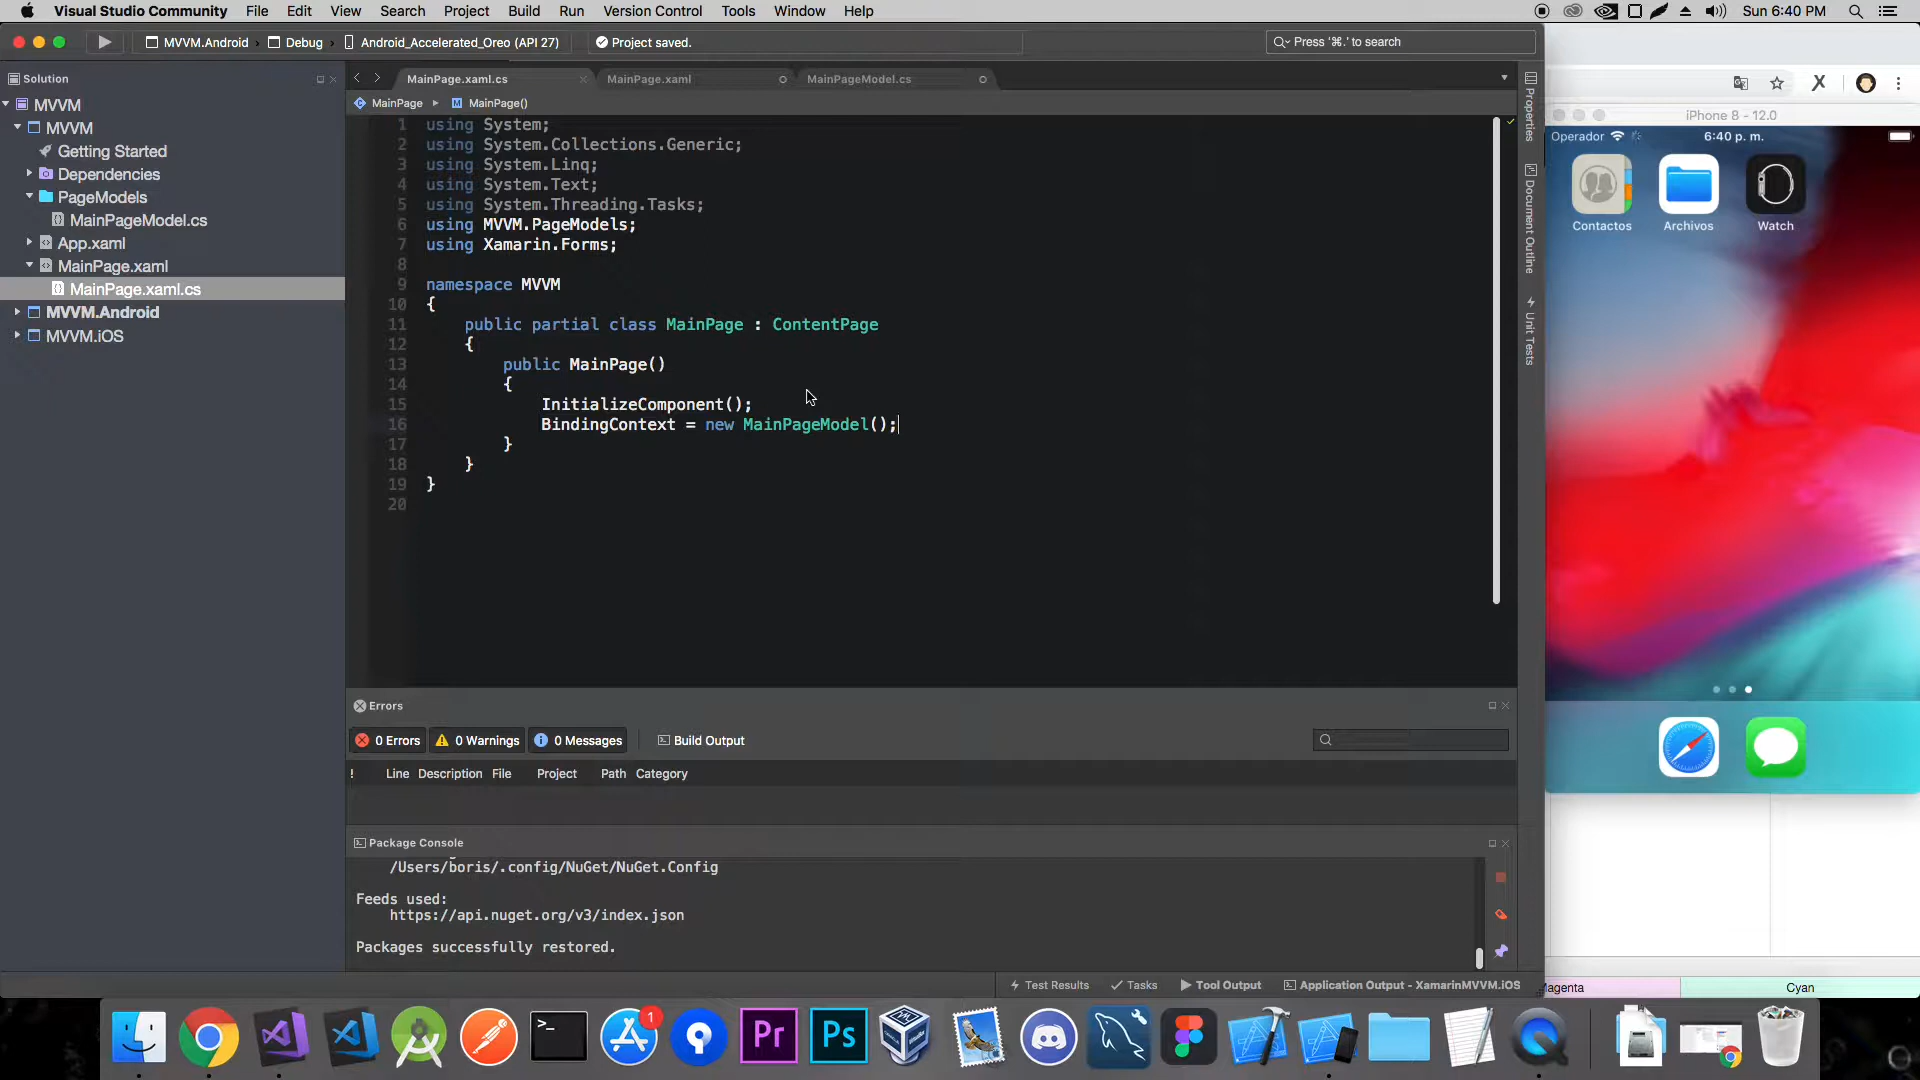 Visual Studio Community File Edit View Search Project Build Run Version Control Tools Window Help Sun 6:40 PM
MVVM.Android Debug Android_Accelerated_Oreo (API 27) Project saved. Press '⌘.' to search
Solution
MVVM
MVVM
Getting Started
Dependencies
PageModels
MainPageModel.cs
App.xaml
MainPage.xaml
MainPage.xaml.cs
MVVM.Android
MVVM.iOS
MainPage.xaml.cs MainPage.xaml MainPageModel.cs
MainPage MainPage()
1 using System;
2 using System.Collections.Generic;
3 using System.Linq;
4 using System.Text;
5 using System.Threading.Tasks;
6 using MVVM.PageModels;
7 using Xamarin.Forms;
8
9 namespace MVVM
10 {
11 public partial class MainPage : ContentPage
12 {
13 public MainPage()
14 {
15 InitializeComponent();
16 BindingContext = new MainPageModel();
17 }
18 }
19 }
20
Properties
Document Outline
Unit Tests
Errors
0 Errors 0 Warnings 0 Messages Build Output
! Line Description File Project Path Category
Package Console
/Users/boris/.config/NuGet/NuGet.Config
Feeds used:
https://api.nuget.org/v3/index.json
Packages successfully restored.
Test Results Tasks Tool Output Application Output - XamarinMVVM.iOS
iPhone 8 - 12.0
Operador 6:40 p. m.
Contactos Archivos Watch
Magenta Cyan
>_
1
Pr
Ps